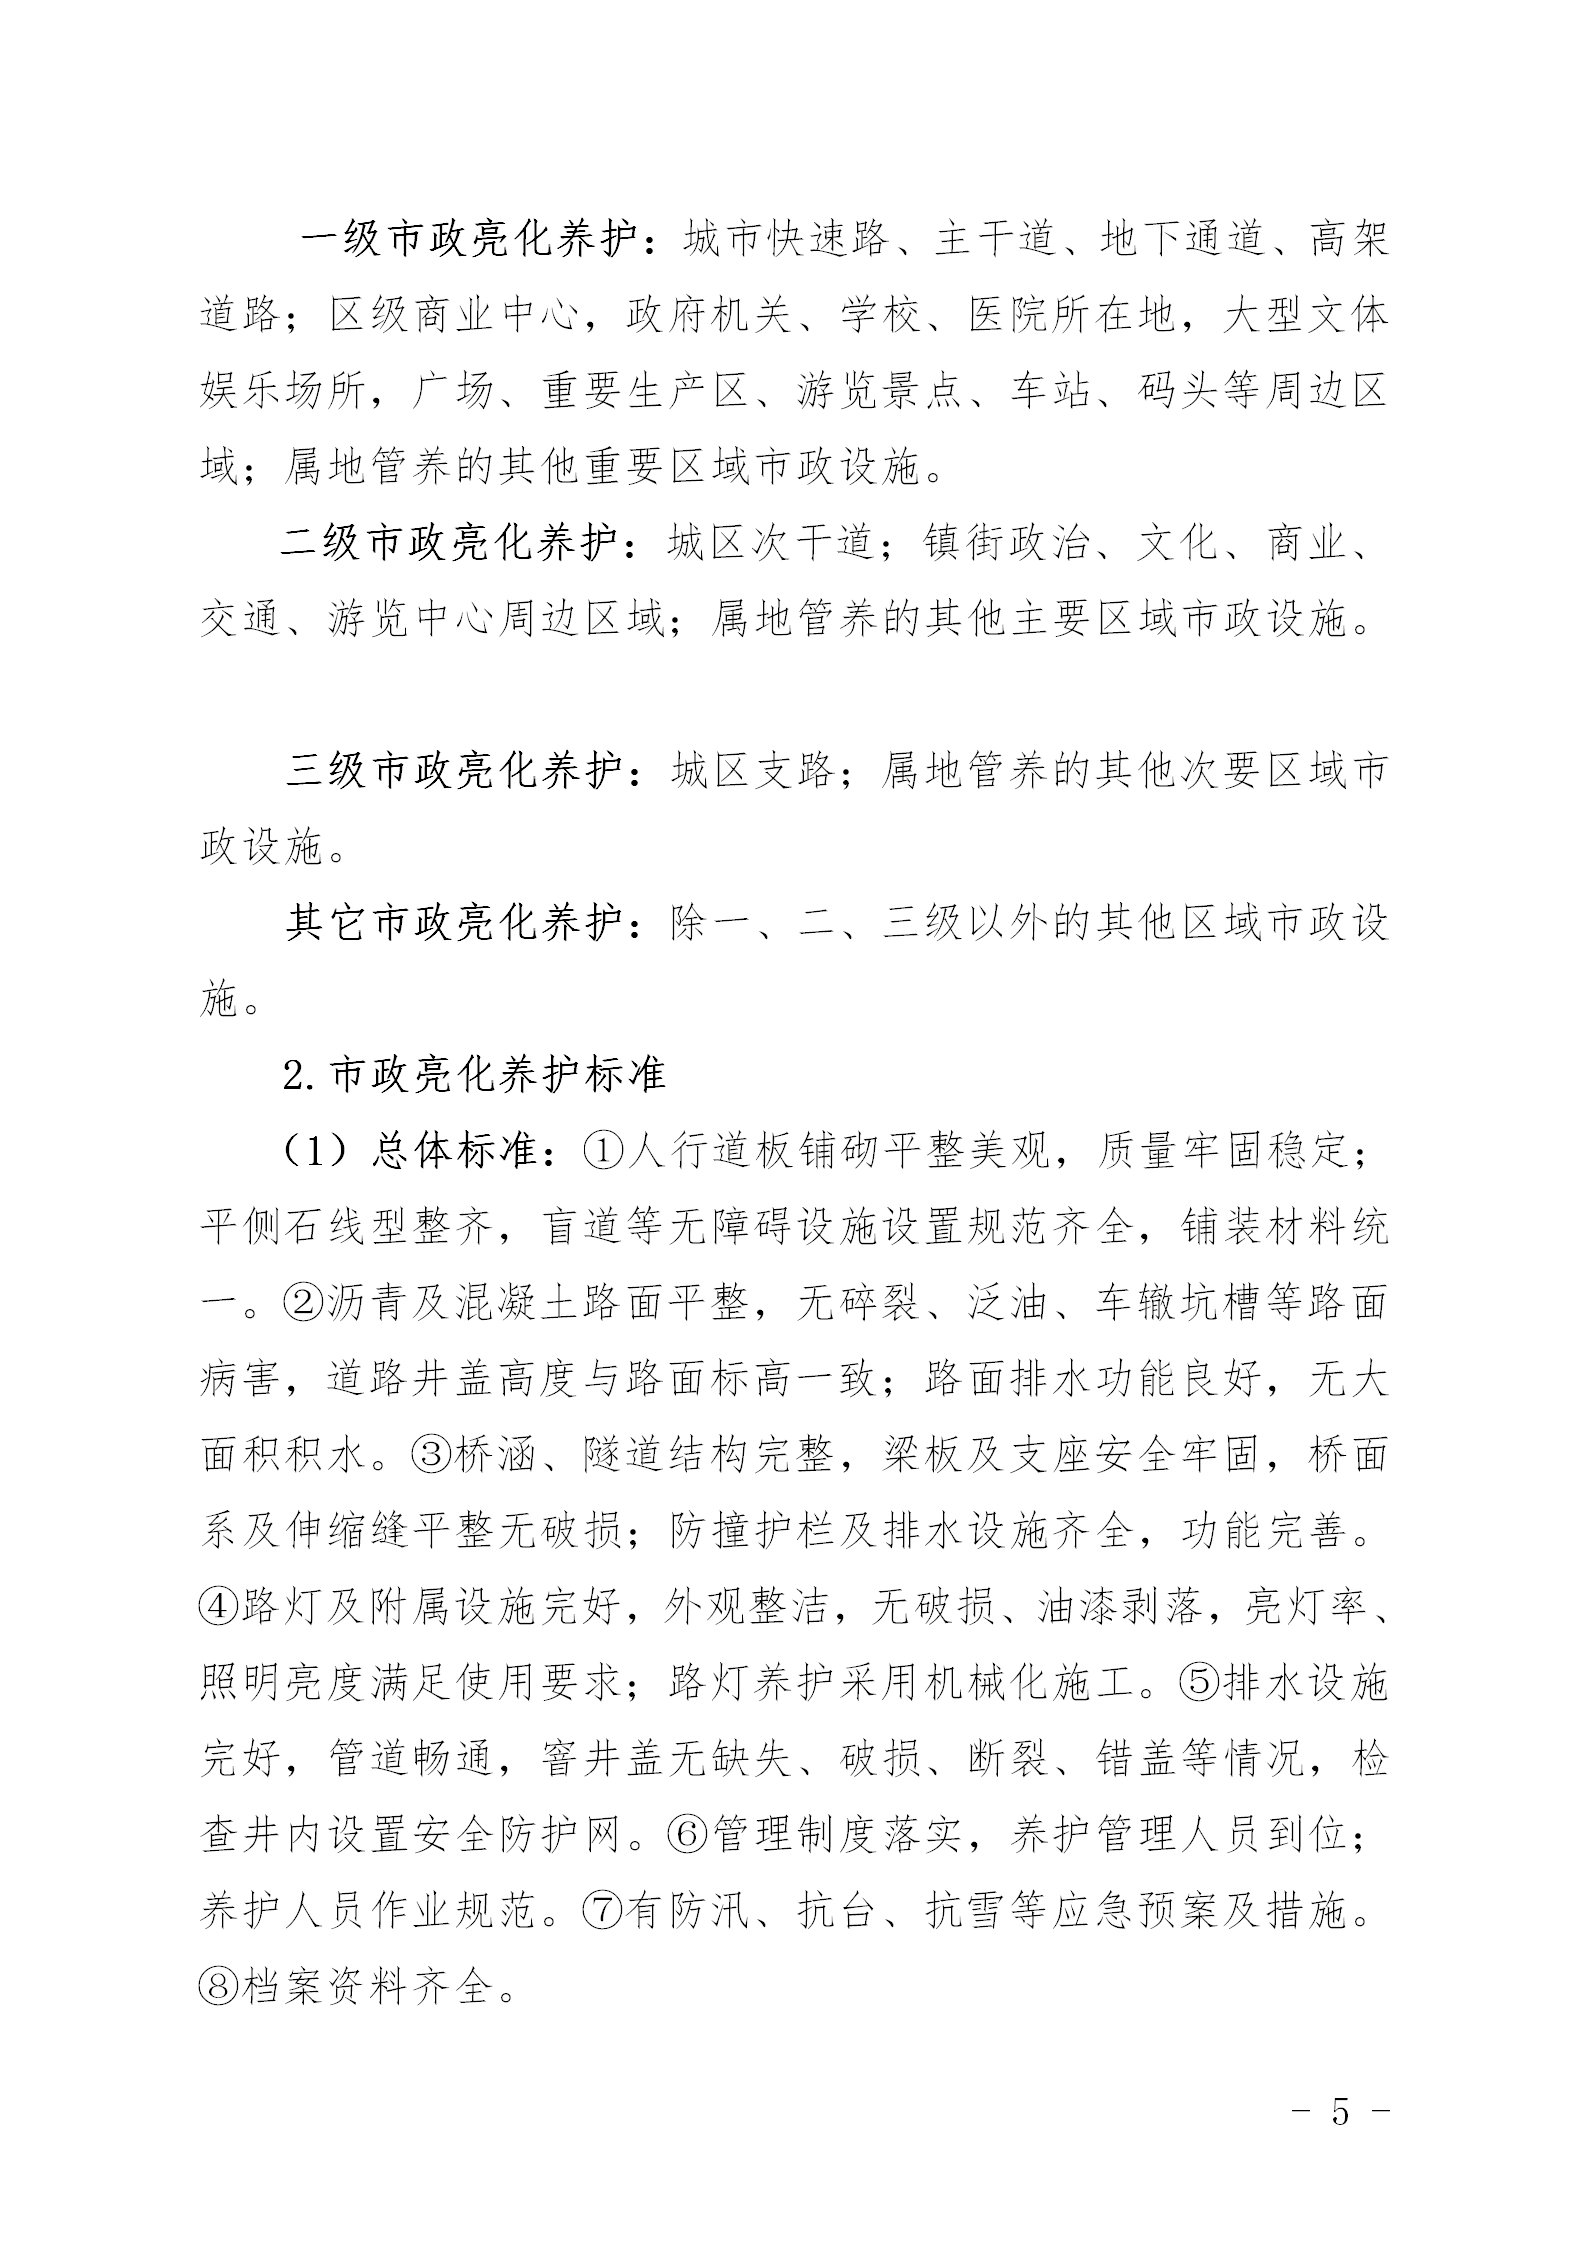 一级市政亮化养护：城市快速路、主干道、地下通道、高架
道路；区级商业中心，政府机关、学校、医院所在地，大型文体
娱乐场所，广场、重要生产区、游览景点、车站、码头等周边区
域；属地管养的其他重要区域市政设施。
二级市政亮化养护：城区次干道；镇街政治、文化、商业、
交通、游览中心周边区域；属地管养的其他主要区域市政设施。
三级市政亮化养护：城区支路；属地管养的其他次要区域市
政设施。
其它市政亮化养护：除一、二、三级以外的其他区域市政设
施。
2.市政亮化养护标准
（1）总体标准：①人行道板铺砌平整美观，质量牢固稳定；
平侧石线型整齐，盲道等无障碍设施设置规范齐全，铺装材料统
一。②沥青及混凝土路面平整，无碎裂、泛油、车辙坑槽等路面
病害，道路井盖高度与路面标高一致；路面排水功能良好，无大
面积积水。③桥涵、隧道结构完整，梁板及支座安全牢固，桥面
系及伸缩缝平整无破损；防撞护栏及排水设施齐全，功能完善。
④路灯及附属设施完好，外观整洁，无破损、油漆剥落，亮灯率、
照明亮度满足使用要求；路灯养护采用机械化施工。⑤排水设施
完好，管道畅通，窨井盖无缺失、破损、断裂、错盖等情况，检
查井内设置安全防护网。⑥管理制度落实，养护管理人员到位；
养护人员作业规范。⑦有防汛、抗台、抗雪等应急预案及措施。
⑧档案资料齐全。
- 5 -